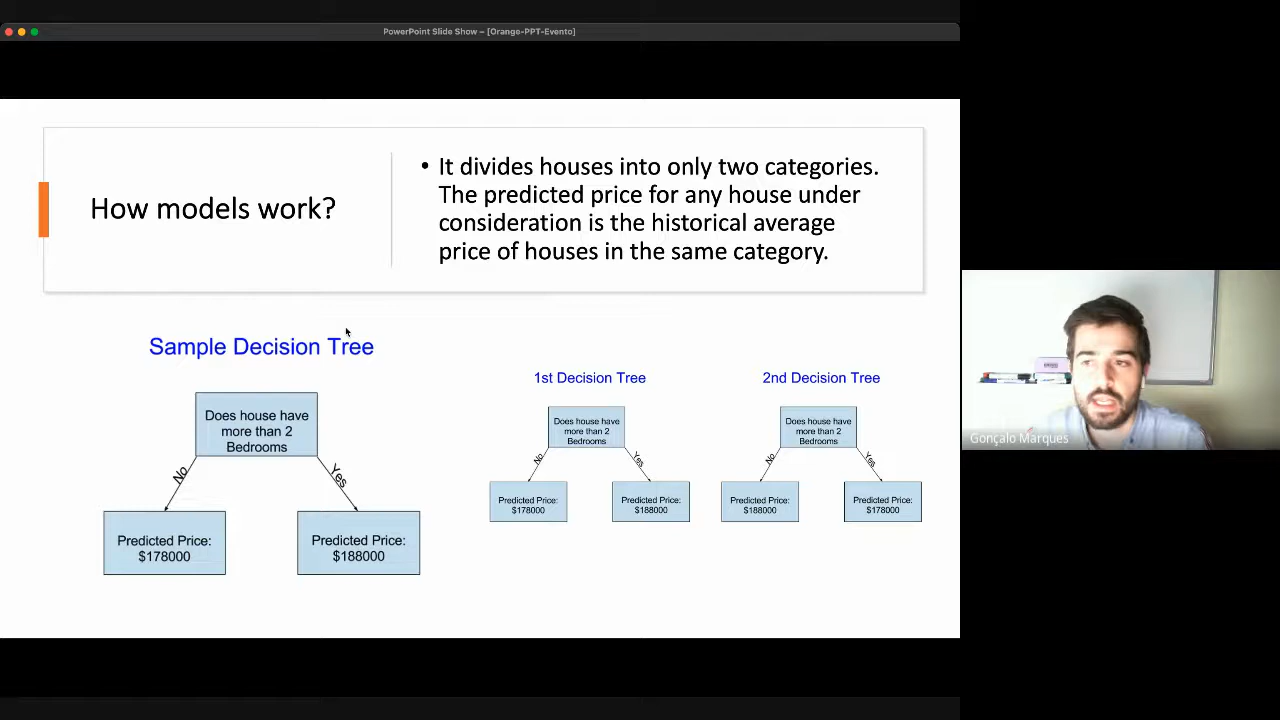 PowerPoint Slide Show – [Orange-PPT-Evento]
How models work?
• It divides houses into only two categories.
The predicted price for any house under
consideration is the historical average
price of houses in the same category.
Sample Decision Tree
Does house have
more than 2
Bedrooms
No
Yes
Predicted Price:
$178000
Predicted Price:
$188000
1st Decision Tree
Does house have
more than 2
Bedrooms
No
Yes
Predicted Price:
$178000
Predicted Price:
$188000
2nd Decision Tree
Does house have
more than 2
Bedrooms
No
Yes
Predicted Price:
$188000
Predicted Price:
$178000
Gonçalo Marques